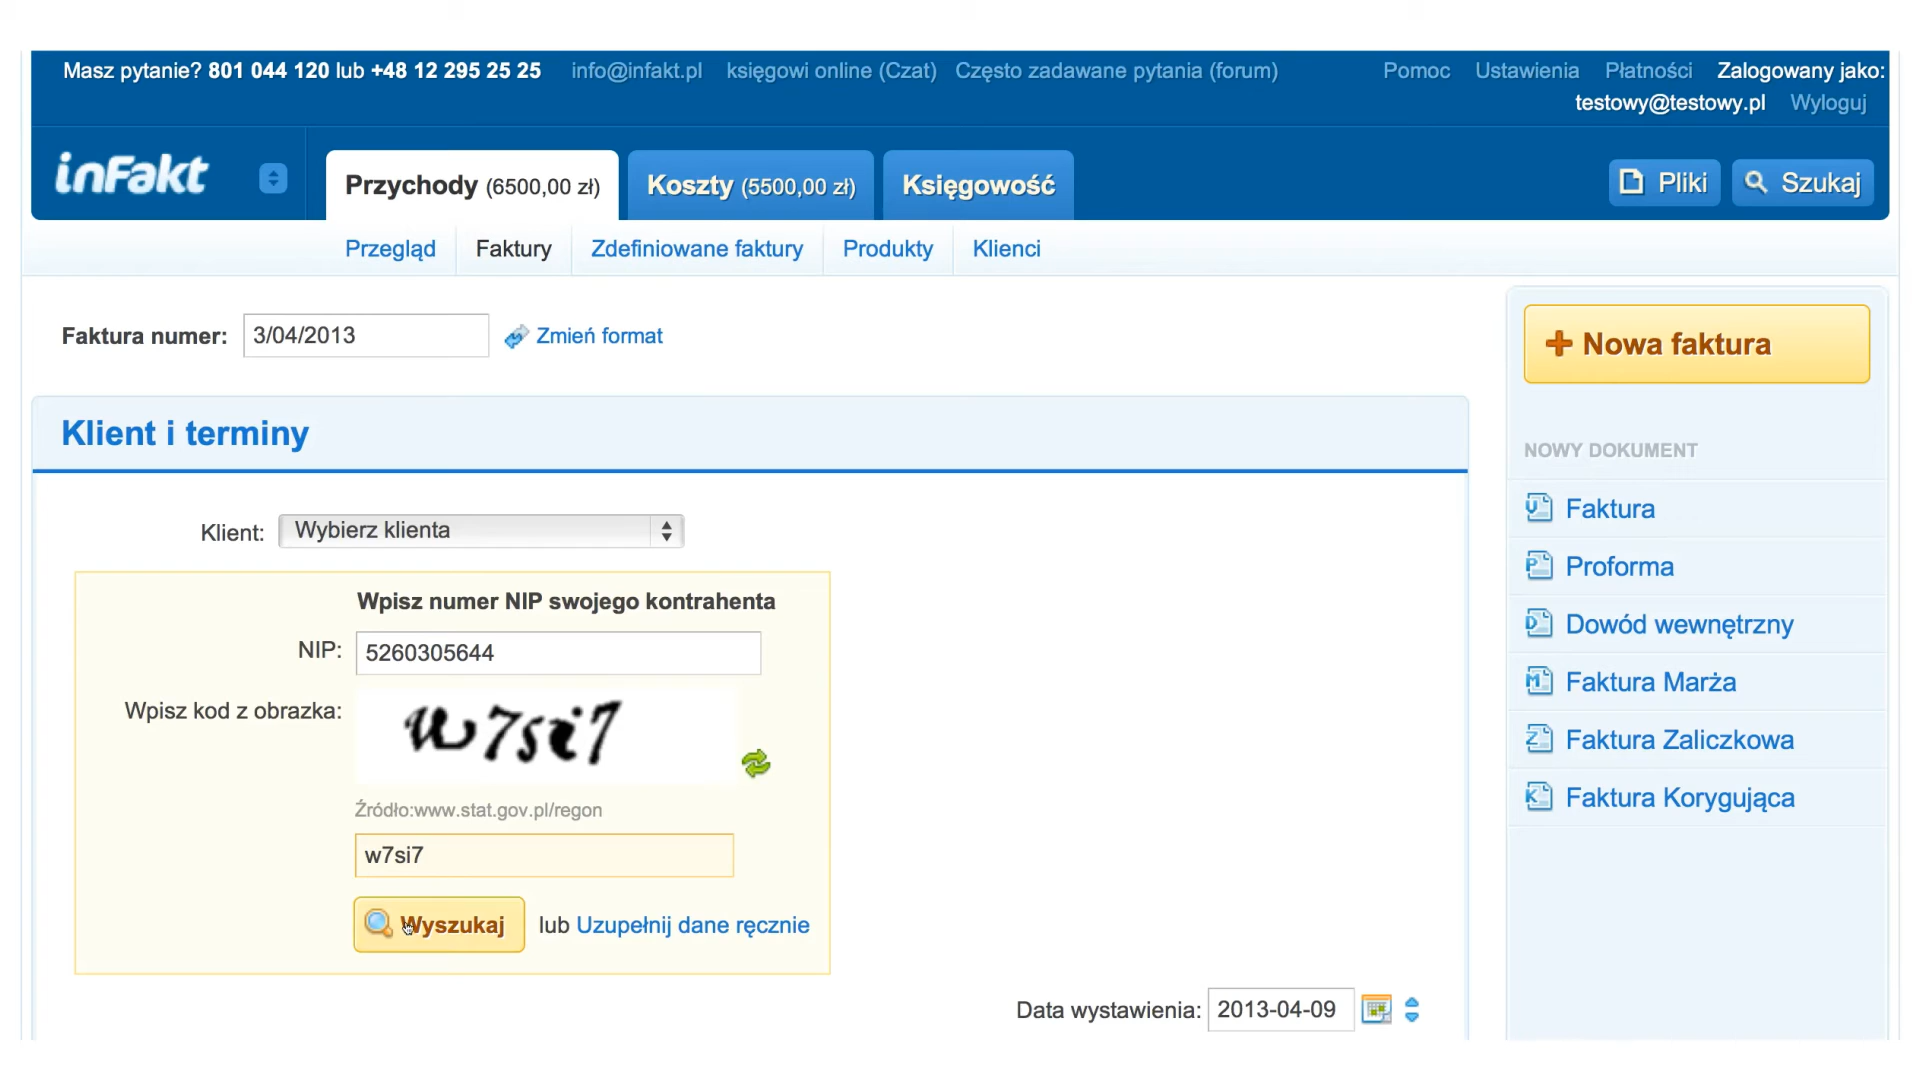 Masz pytanie? 801 044 120 lub +48 12 295 25 25 info@infakt.pl księgowi online (Czat) Często zadawane pytania (forum) Pomoc Ustawienia Płatności Zalogowany jako:
testowy@testowy.pl Wyloguj
inFakt Przychody (6500,00 zł) Koszty (5500,00 zł) Księgowość Pliki Szukaj
Przegląd Faktury Zdefiniowane faktury Produkty Klienci
Faktura numer: 3/04/2013 Zmień format
Nowa faktura
Klient i terminy
NOWY DOKUMENT
Faktura
Proforma
Dowód wewnętrzny
Faktura Marża
Faktura Zaliczkowa
Faktura Korygująca
Klient: Wybierz klienta
Wpisz numer NIP swojego kontrahenta
NIP: 5260305644
Wpisz kod z obrazka: w7si7
Źródło:www.stat.gov.pl/regon
w7si7
Wyszukaj lub Uzupełnij dane ręcznie
Data wystawienia: 2013-04-09